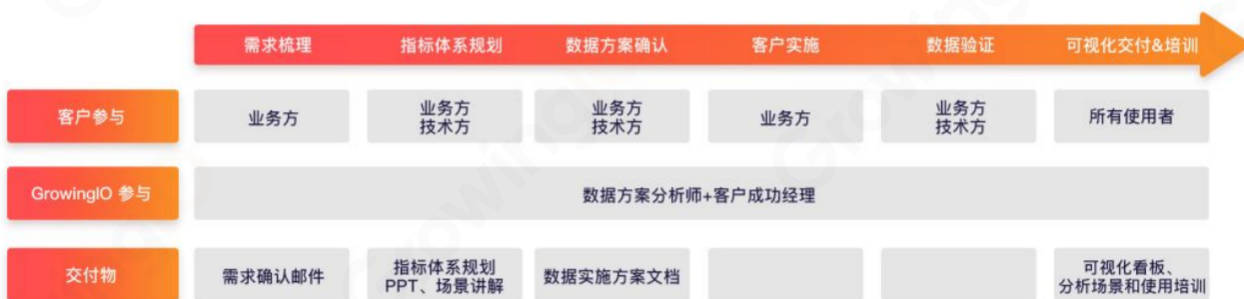 需求梳理
指标体系规划
数据方案确认
客户实施
数据验证
可视化交付&培训
客户参与
业务方
业务方
技术方
业务方
技术方
业务方
业务方
技术方
所有使用者
GrowingIO 参与
数据方案分析师+客户成功经理
交付物
需求确认邮件
指标体系规划
PPT、场景讲解
数据实施方案文档
可视化看板、
分析场景和使用培训